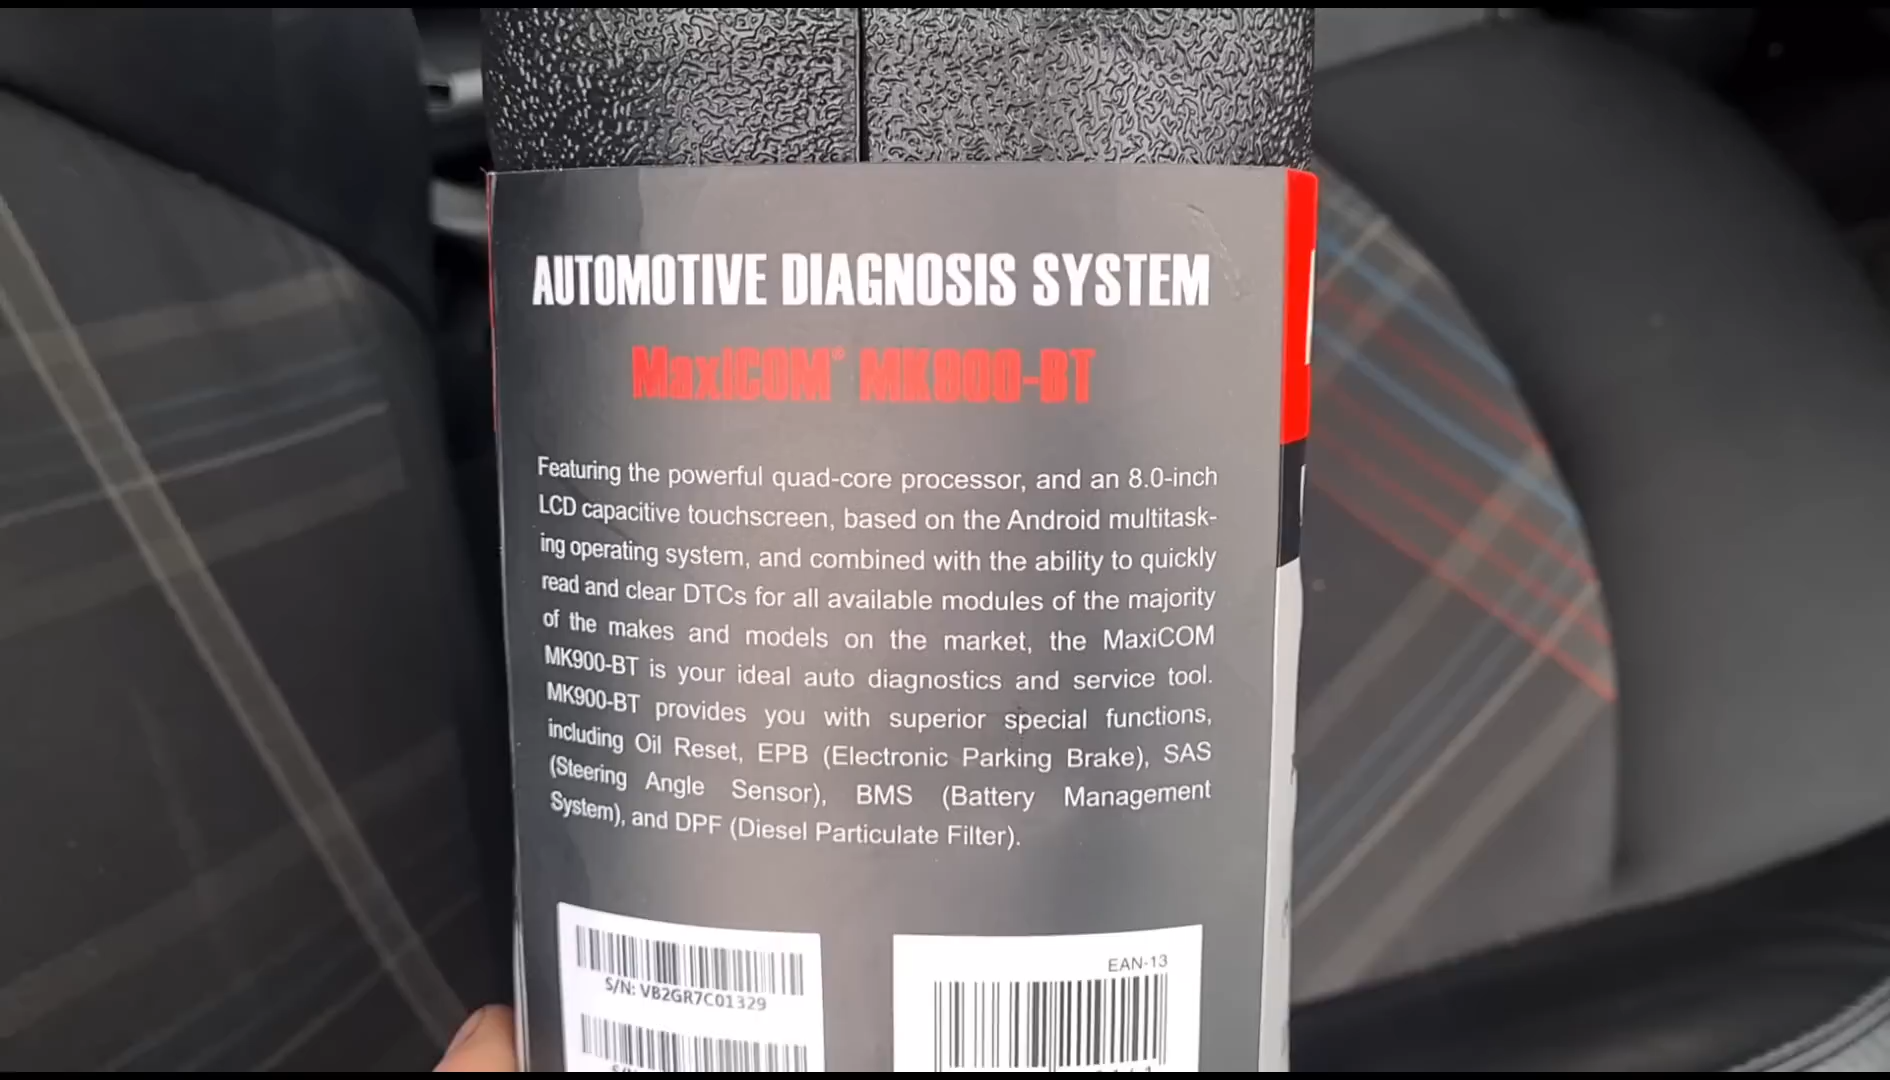 AUTOMOTIVE DIAGNOSIS SYSTEM
MaxiCOM® MK900-BT
Featuring the powerful quad-core processor, and an 8.0-inch
LCD capacitive touchscreen, based on the Android multitask-
ing operating system, and combined with the ability to quickly
read and clear DTCs for all available modules of the majority
of the makes and models on the market, the MaxiCOM
MK900-BT is your ideal auto diagnostics and service tool.
MK900-BT provides you with superior special functions,
including Oil Reset, EPB (Electronic Parking Brake), SAS
(Steering Angle Sensor), BMS (Battery Management
System), and DPF (Diesel Particulate Filter).
S/N: VB2GR7C01329
EAN-13